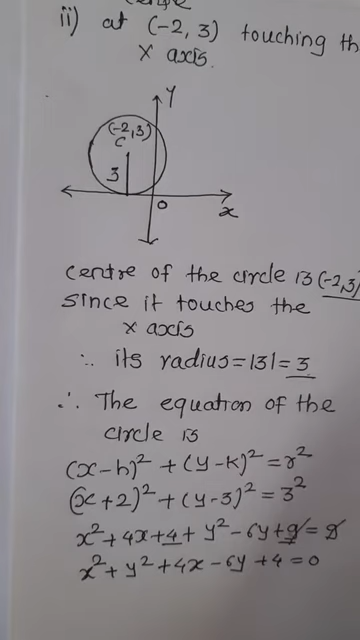 ii) at (-2, 3) touching th
X axis.
Y
(-2,3)
C
3
O
x
centre of the circle is (-2,3)
since it touches the
x axis
∴ its radius = |3| = 3
∴ The equation of the
circle is
(x-h)² + (y-k)² = r²
(x+2)² + (y-3)² = 3²
x² + 4x + 4 + y² - 6y + 9 = 9
x² + y² + 4x - 6y + 4 = 0